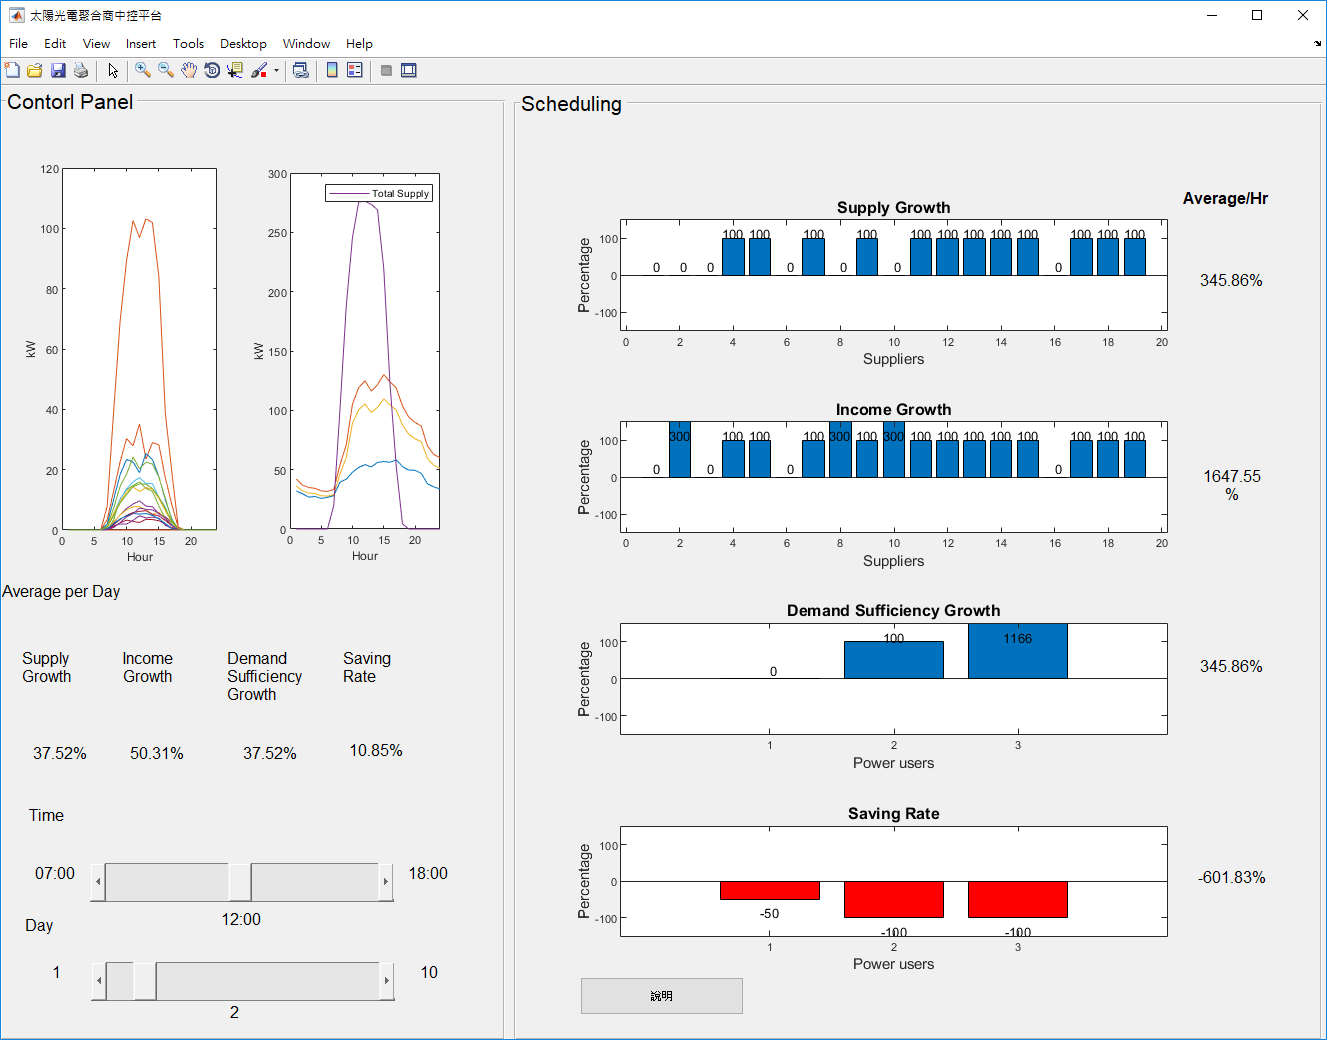 太陽光電聚合商中控平台
File Edit View Insert Tools Desktop Window Help
Contorl Panel
120
100
80
60
40
20
0
kW
0 5 10 15 20
Hour
300
250
200
150
100
50
0
kW
Total Supply
0 5 10 15 20
Hour
Average per Day
Supply
Growth
Income
Growth
Demand
Sufficiency
Growth
Saving
Rate
37.52% 50.31% 37.52% 10.85%
Time
07:00 18:00
12:00
Day
1 10
2
Scheduling
Average/Hr
Supply Growth
Percentage
100
0
-100
0 0 0 100 100 0 100 0 100 0 100 100 100 100 100 0 100 100 100
0 2 4 6 8 10 12 14 16 18 20
Suppliers
345.86%
Income Growth
Percentage
100
0
-100
0 300 0 100 100 0 100 300 100 300 100 100 100 100 100 0 100 100 100
0 2 4 6 8 10 12 14 16 18 20
Suppliers
1647.55
%
Demand Sufficiency Growth
Percentage
100
0
-100
0 100 1166
1 2 3
Power users
345.86%
Saving Rate
Percentage
100
0
-100
-50 -100 -100
1 2 3
Power users
-601.83%
說明